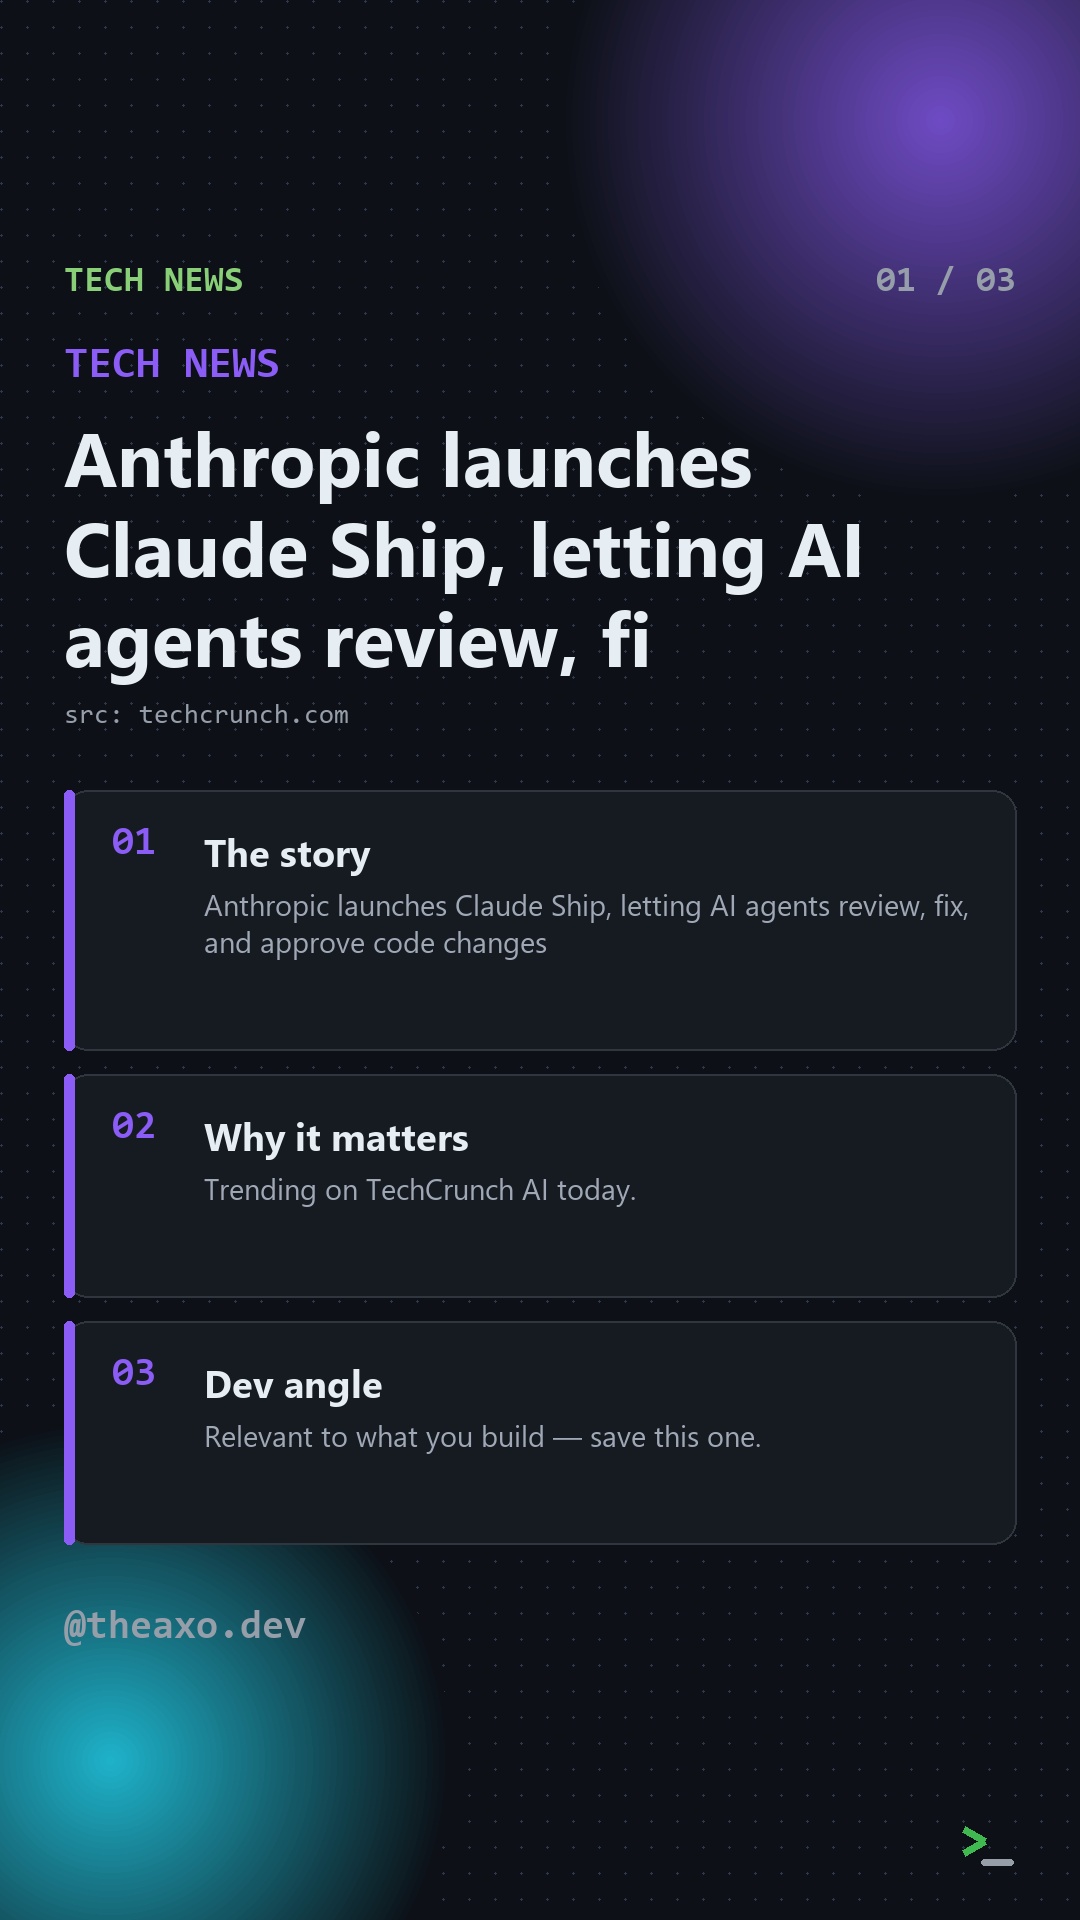 TECH NEWS
01 / 03
TECH NEWS
Anthropic launches
Claude Ship, letting AI
agents review, fi
src: techcrunch.com
01
The story
Anthropic launches Claude Ship, letting AI agents review, fix,
and approve code changes
02
Why it matters
Trending on TechCrunch AI today.
03
Dev angle
Relevant to what you build — save this one.
@theaxo.dev
>_